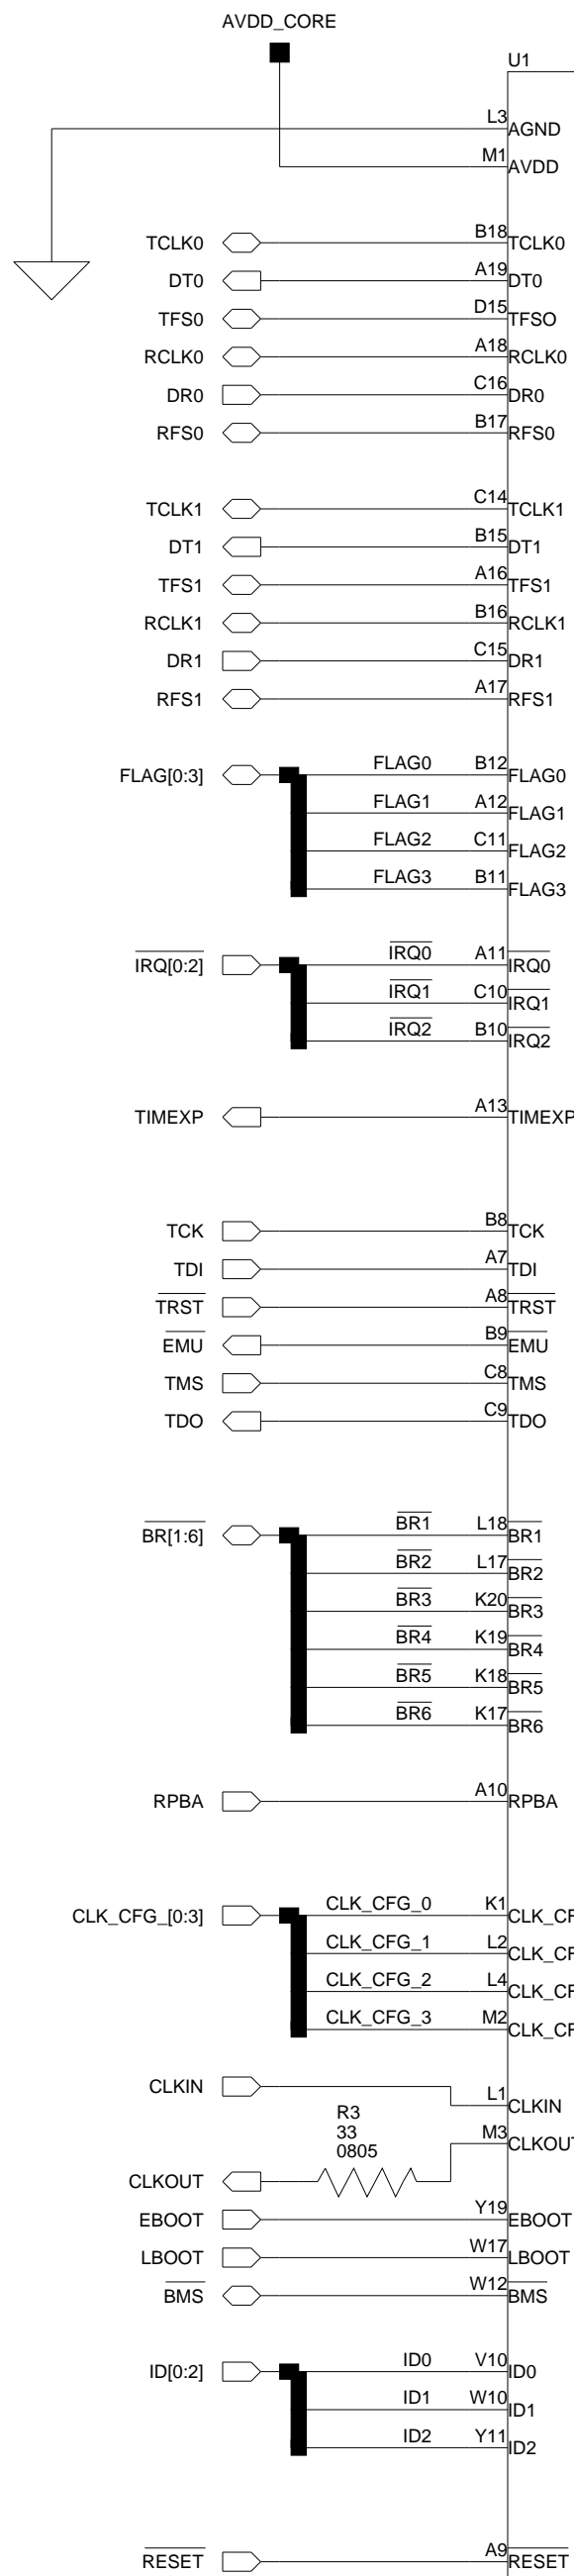 AVDD_CORE
U1
L3 AGND
M1 AVDD
TCLK0 B18 TCLK0
DT0 A19 DT0
TFS0 D15 TFSO
RCLK0 A18 RCLK0
DR0 C16 DR0
RFS0 B17 RFS0
TCLK1 C14 TCLK1
DT1 B15 DT1
TFS1 A16 TFS1
RCLK1 B16 RCLK1
DR1 C15 DR1
RFS1 A17 RFS1
FLAG[0:3] FLAG0 B12 FLAG0
FLAG1 A12 FLAG1
FLAG2 C11 FLAG2
FLAG3 B11 FLAG3
IRQ[0:2] IRQ0 A11 IRQ0
IRQ1 C10 IRQ1
IRQ2 B10 IRQ2
TIMEXP A13 TIMEXP
TCK B8 TCK
TDI A7 TDI
TRST A8 TRST
EMU B9 EMU
TMS C8 TMS
TDO C9 TDO
BR[1:6] BR1 L18 BR1
BR2 L17 BR2
BR3 K20 BR3
BR4 K19 BR4
BR5 K18 BR5
BR6 K17 BR6
RPBA A10 RPBA
CLK_CFG_[0:3] CLK_CFG_0 K1 CLK_CF
CLK_CFG_1 L2 CLK_CF
CLK_CFG_2 L4 CLK_CF
CLK_CFG_3 M2 CLK_CF
CLKIN L1 CLKIN
R3
33
0805
M3 CLKOUT
CLKOUT
EBOOT Y19 EBOOT
LBOOT W17 LBOOT
BMS W12 BMS
ID[0:2] ID0 V10 ID0
ID1 W10 ID1
ID2 Y11 ID2
RESET A9 RESET